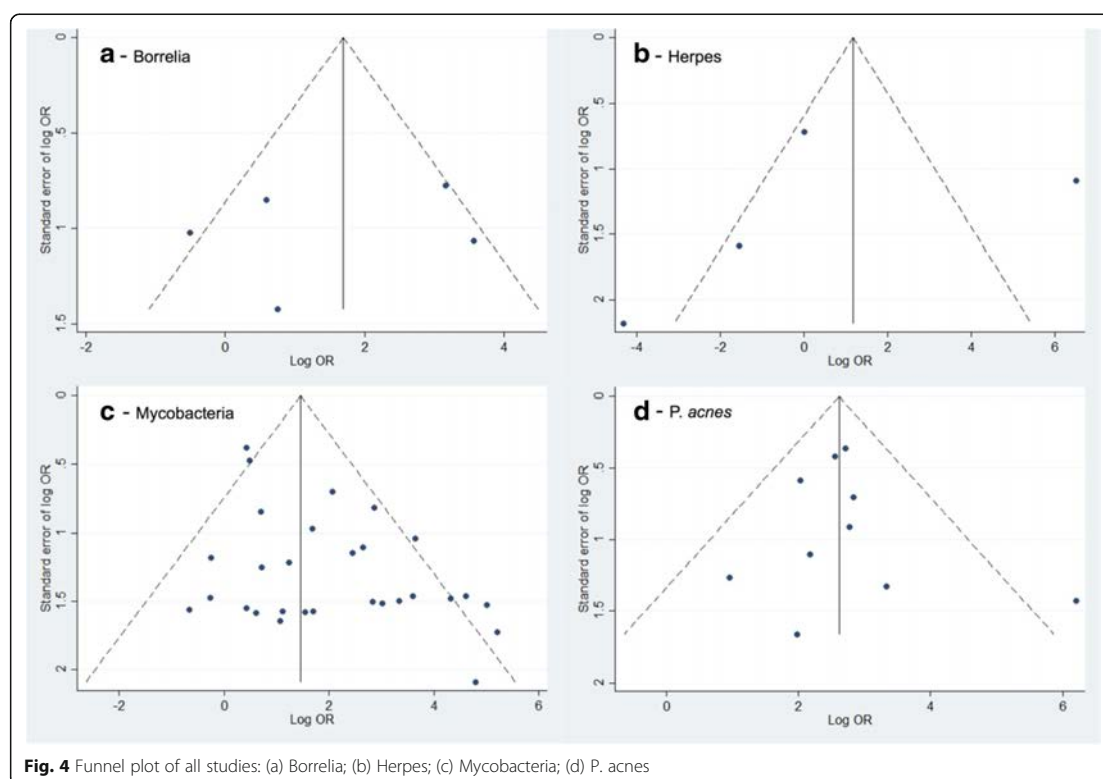 a - Borrelia
0
.5
1
1.5
Standard error of log OR
-2
0
2
4
Log OR
b - Herpes
0
.5
1
1.5
2
Standard error of log OR
-4
-2
0
2
4
6
Log OR
c - Mycobacteria
0
.5
1
1.5
2
Standard error of log OR
-2
0
2
4
6
Log OR
d - P. acnes
0
.5
1
1.5
2
Standard error of log OR
0
2
4
6
Log OR
Fig. 4 Funnel plot of all studies: (a) Borrelia; (b) Herpes; (c) Mycobacteria; (d) P. acnes